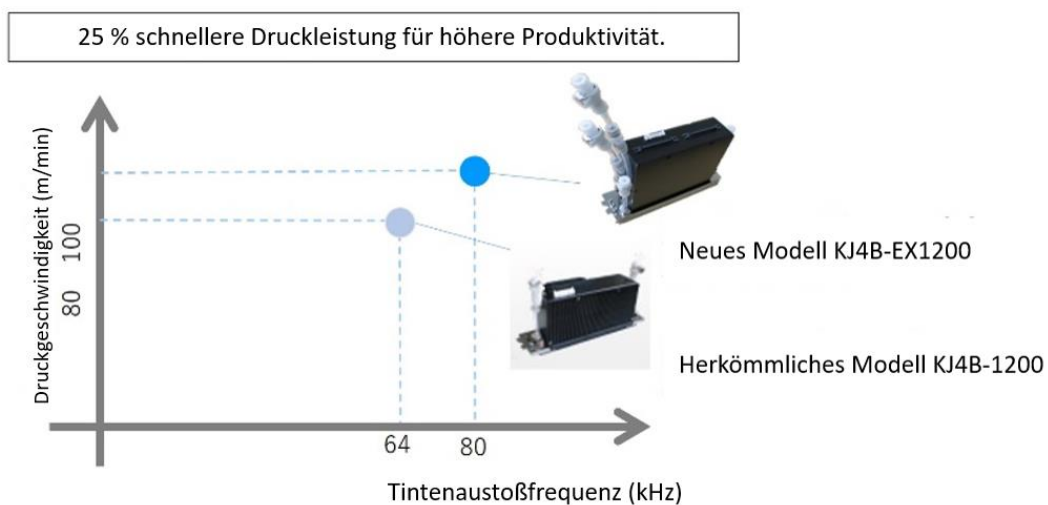 25 % schnellere Druckleistung für höhere Produktivität.
Druckgeschwindigkeit (m/min)
100
80
Neues Modell KJ4B-EX1200
Herkömmliches Modell KJ4B-1200
64
80
Tintenaustoßfrequenz (kHz)